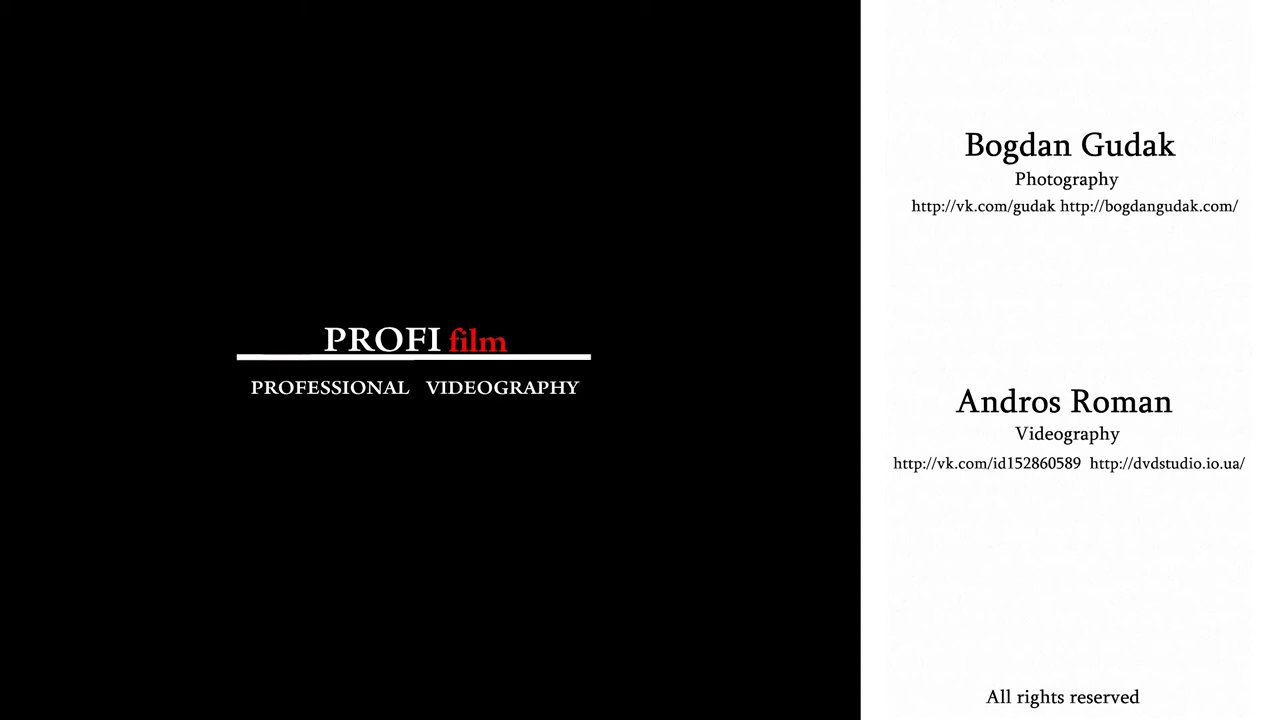 PROFI film
PROFESSIONAL VIDEOGRAPHY
Bogdan Gudak
Photography
http://vk.com/gudak http://bogdangudak.com/
Andros Roman
Videography
http://vk.com/id152860589 http://dvdstudio.io.ua/
All rights reserved